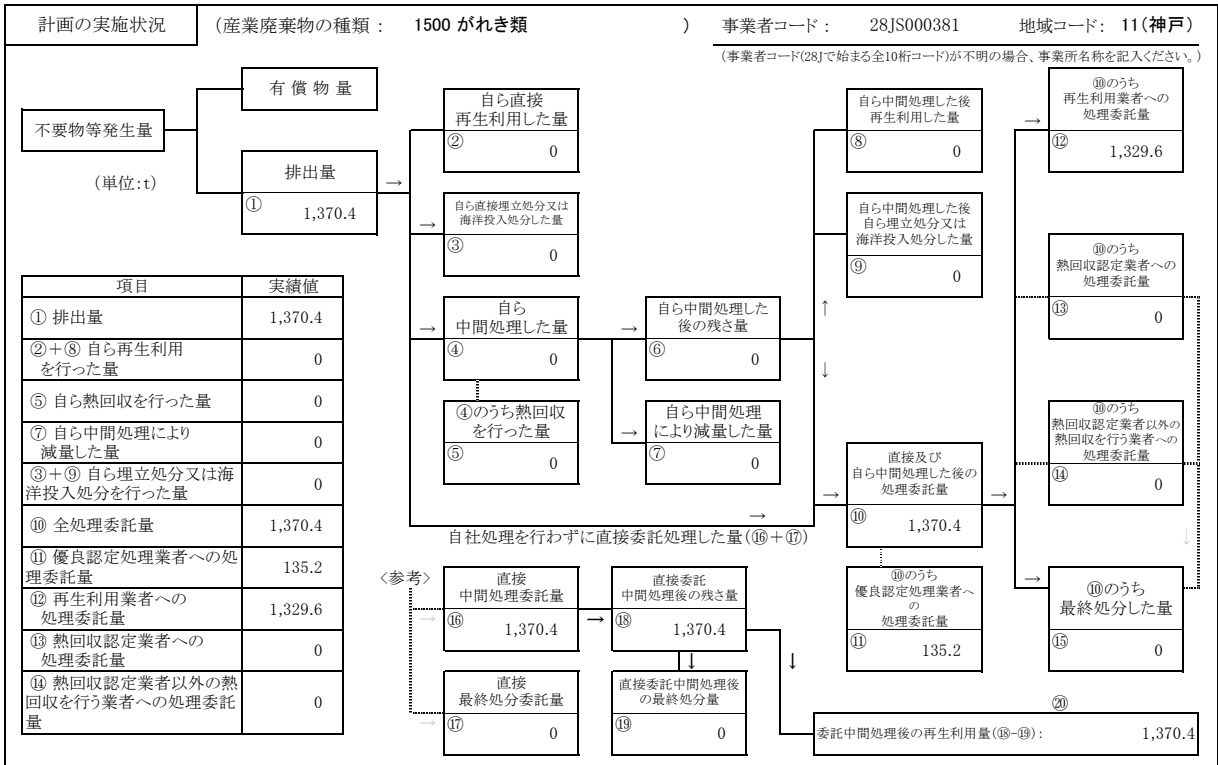 計画の実施状況
(産業廃棄物の種類： 1500 がれき類 )
事業者コード： 28JS000381
地域コード： 11(神戸)
(事業者コード(28Jで始まる全10桁コード)が不明の場合、事業所名称を記入ください。)
不要物等発生量
(単位:t)
有償物量
排出量
→
① 1,370.4
自ら直接
再生利用した量
② 0
→
自ら直接埋立処分又は
海洋投入処分した量
③ 0
→
自ら
中間処理した量
④ 0
④のうち熱回収
を行った量
⑤ 0
→
自ら中間処理した
後の残さ量
⑥ 0
→
自ら中間処理
により減量した量
⑦ 0
自ら中間処理した後
再生利用した量
⑧ 0
自ら中間処理した後
自ら埋立処分又は
海洋投入処分した量
⑨ 0
↑
↓
→
直接及び
自ら中間処理した後の
処理委託量
⑩ 1,370.4
→
⑩のうち
優良認定処理業者へ
の
処理委託量
⑪ 135.2
→
⑩のうち
再生利用業者への
処理委託量
⑫ 1,329.6
⑩のうち
熱回収認定業者への
処理委託量
⑬ 0
⑩のうち
熱回収認定業者以外の
熱回収を行う業者への
処理委託量
⑭ 0
↓
→
⑩のうち
最終処分した量
⑮ 0
→
自社処理を行わずに直接委託処理した量(⑯+⑰)
項目 実績値
① 排出量 1,370.4
②+⑧ 自ら再生利用
を行った量 0
⑤ 自ら熱回収を行った量 0
⑦ 自ら中間処理により
減量した量 0
③+⑨ 自ら埋立処分又は海
洋投入処分を行った量 0
⑩ 全処理委託量 1,370.4
⑪ 優良認定処理業者への処
理委託量 135.2
⑫ 再生利用業者への
処理委託量 1,329.6
⑬ 熱回収認定業者への
処理委託量 0
⑭ 熱回収認定業者以外の熱
回収を行う業者への処理委託
量 0
<参考>
直接
中間処理委託量
→ ⑯ 1,370.4
→
直接委託
中間処理後の残さ量
⑱ 1,370.4
↓
↓
直接
最終処分委託量
→ ⑰ 0
直接委託中間処理後
の最終処分量
⑲ 0
⑳
委託中間処理後の再生利用量(⑱-⑲)： 1,370.4